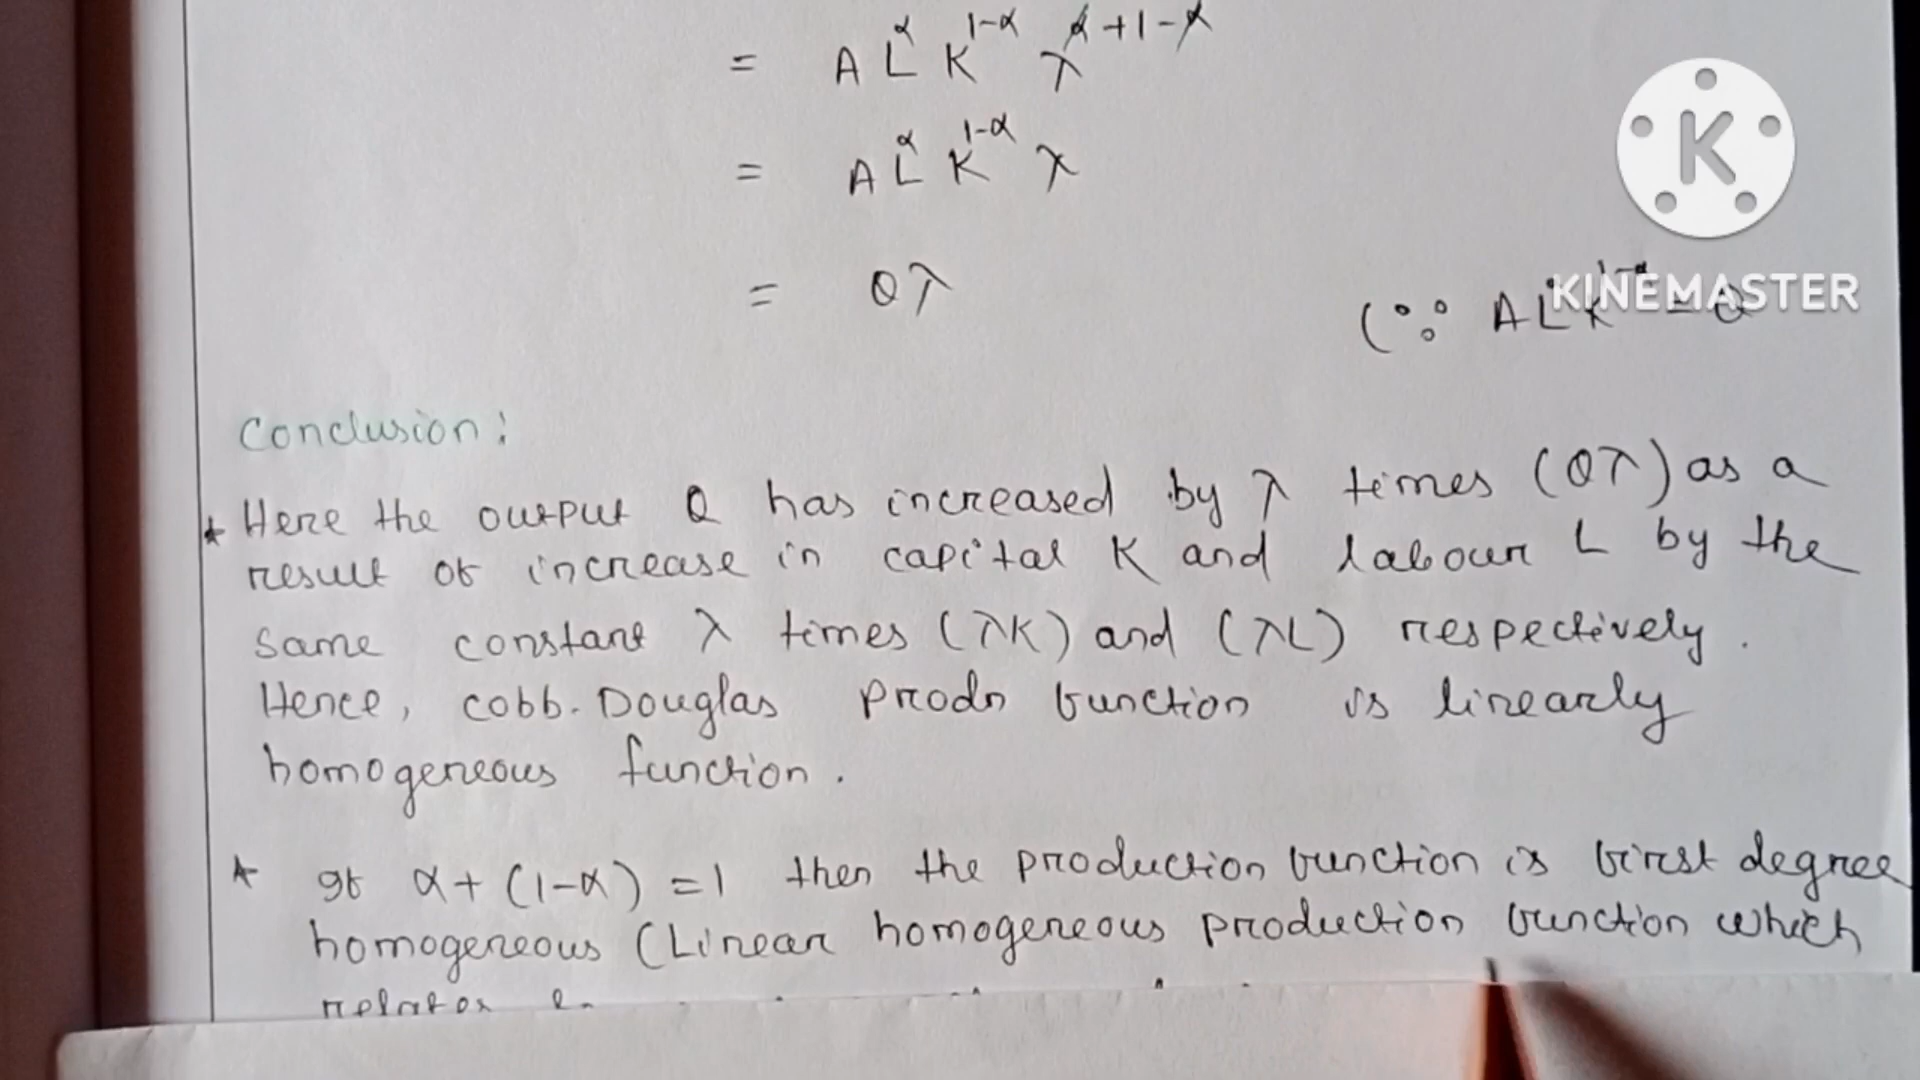 = A L^α K^1-α λ^α+1-α
= A L^α K^1-α λ
= Qλ (∵ A L^α K^1-α = Q
KINEMASTER
Conclusion:
* Here the output Q has increased by λ times (Qλ) as a
result of increase in capital K and labour L by the
same constant λ times (λK) and (λL) respectively.
Hence, cobb-Douglas prodn function is linearly
homogeneous function.
* If α + (1-α) = 1 then the production function is first degree
homogeneous (Linear homogeneous production function which